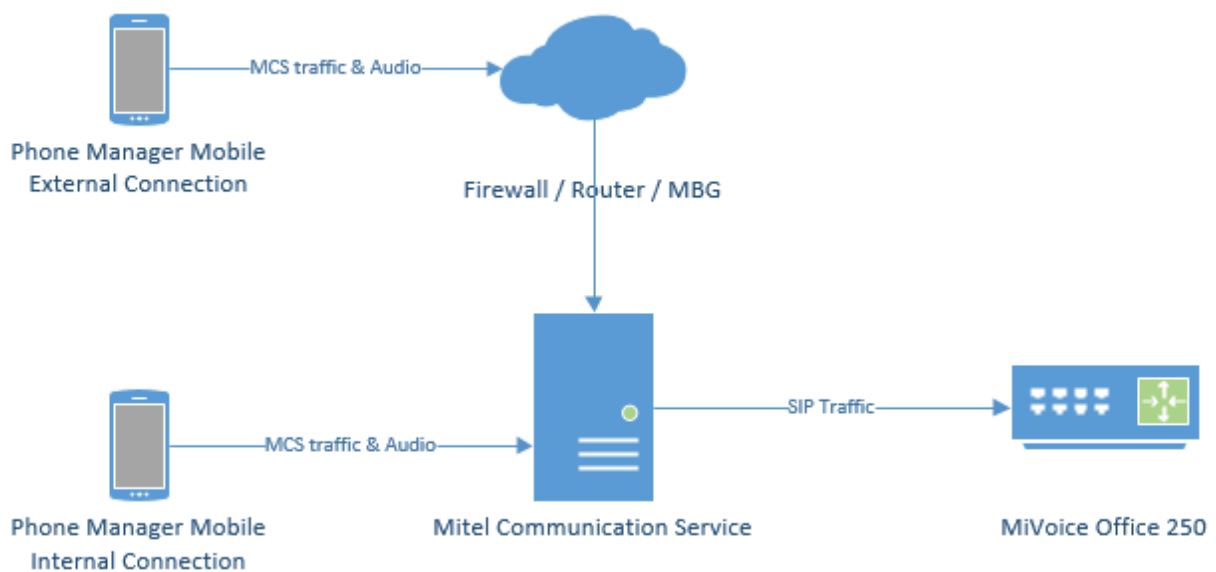 MCS traffic & Audio
Phone Manager Mobile
External Connection
Firewall / Router / MBG
SIP Traffic
MCS traffic & Audio
Phone Manager Mobile
Internal Connection
Mitel Communication Service
MiVoice Office 250